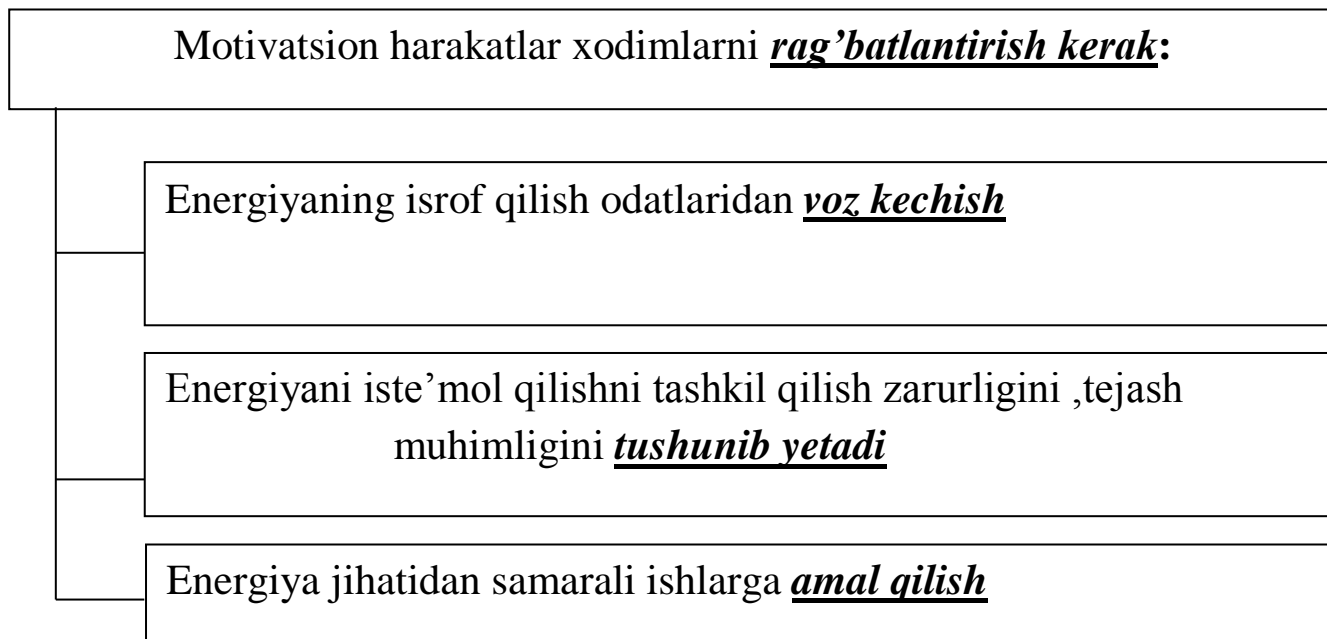 Motivatsion harakatlar xodimlarni rag’batlantirish kerak:
Energiyaning isrof qilish odatlaridan voz kechish
Energiyani iste’mol qilishni tashkil qilish zarurligini ,tejash
muhimligini tushunib yetadi
Energiya jihatidan samarali ishlarga amal qilish